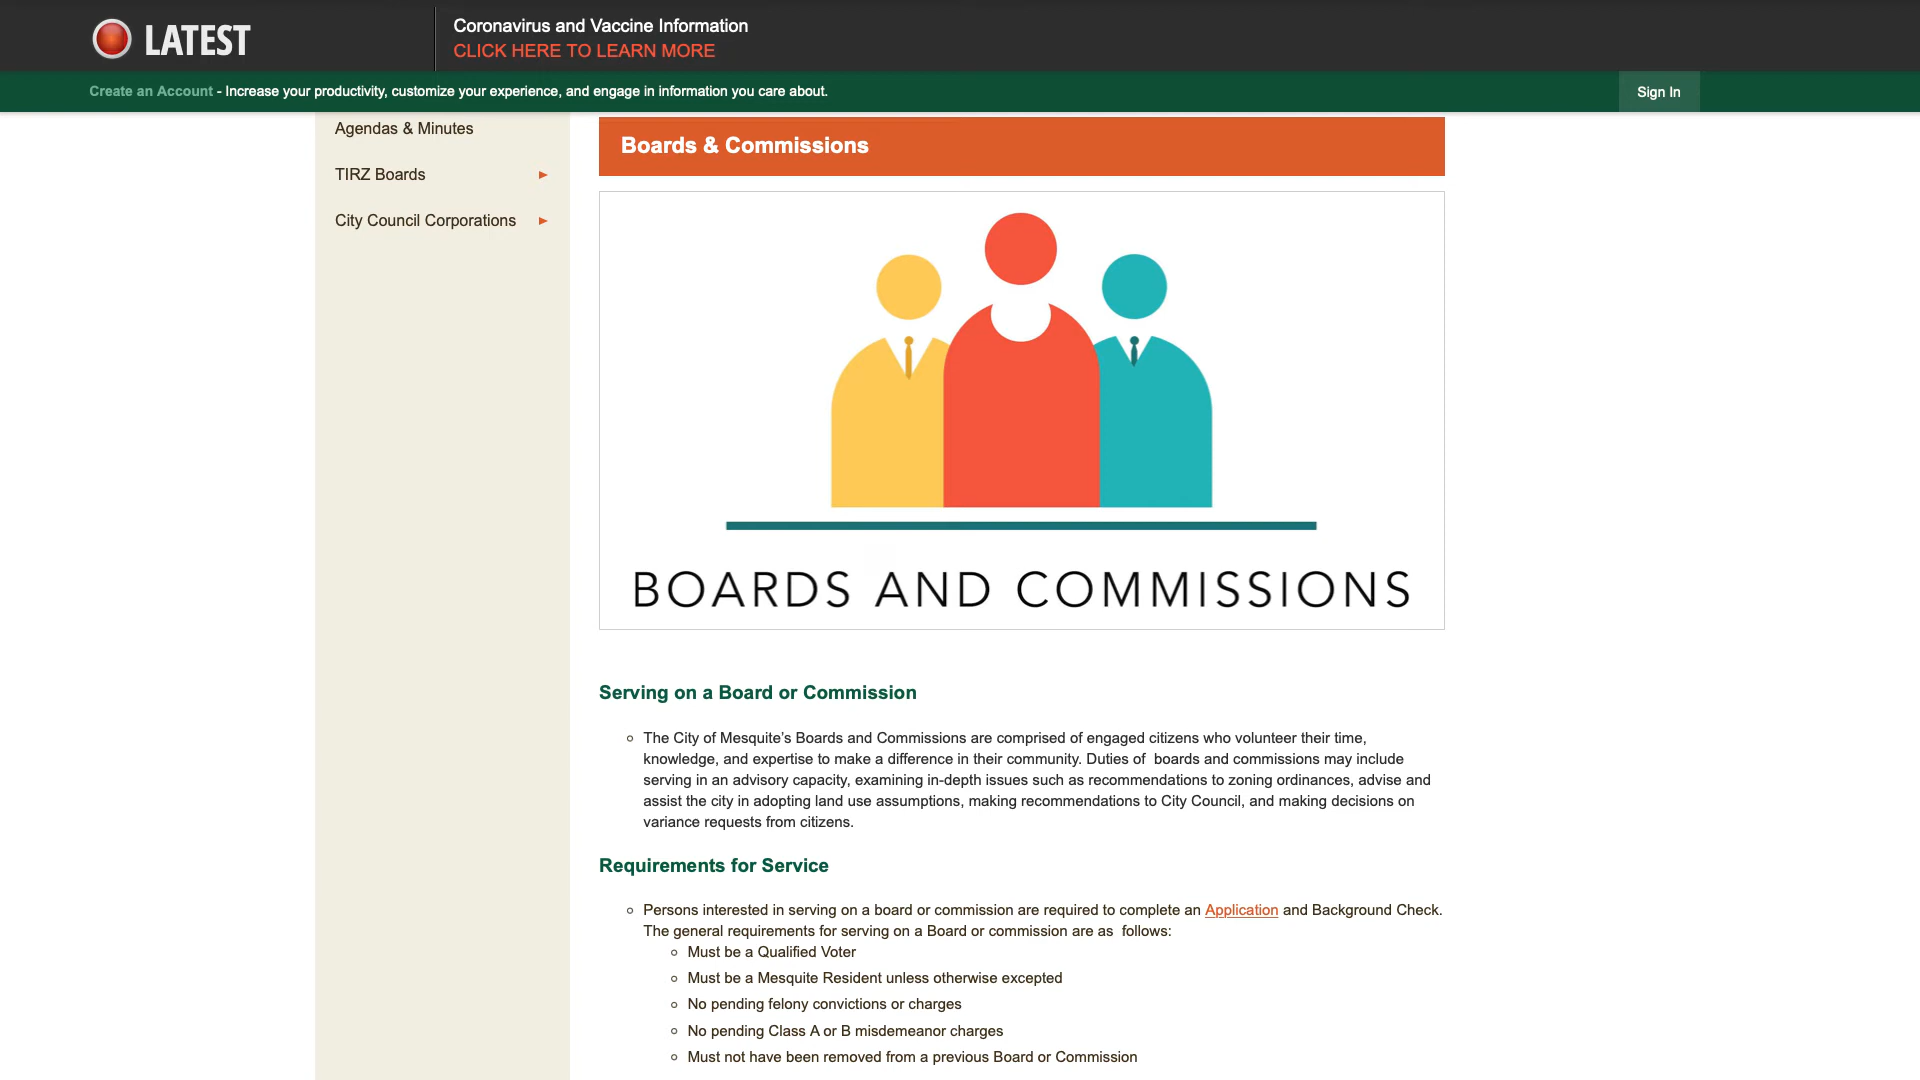 LATEST
Coronavirus and Vaccine Information
CLICK HERE TO LEARN MORE
Create an Account - Increase your productivity, customize your experience, and engage in information you care about.
Sign In
Agendas & Minutes
TIRZ Boards
City Council Corporations
Boards & Commissions
BOARDS AND COMMISSIONS
Serving on a Board or Commission
The City of Mesquite’s Boards and Commissions are comprised of engaged citizens who volunteer their time,
knowledge, and expertise to make a difference in their community. Duties of  boards and commissions may include
serving in an advisory capacity, examining in-depth issues such as recommendations to zoning ordinances, advise and
assist the city in adopting land use assumptions, making recommendations to City Council, and making decisions on
variance requests from citizens.
Requirements for Service
Persons interested in serving on a board or commission are required to complete an Application and Background Check.
The general requirements for serving on a Board or commission are as  follows:
Must be a Qualified Voter
Must be a Mesquite Resident unless otherwise excepted
No pending felony convictions or charges
No pending Class A or B misdemeanor charges
Must not have been removed from a previous Board or Commission